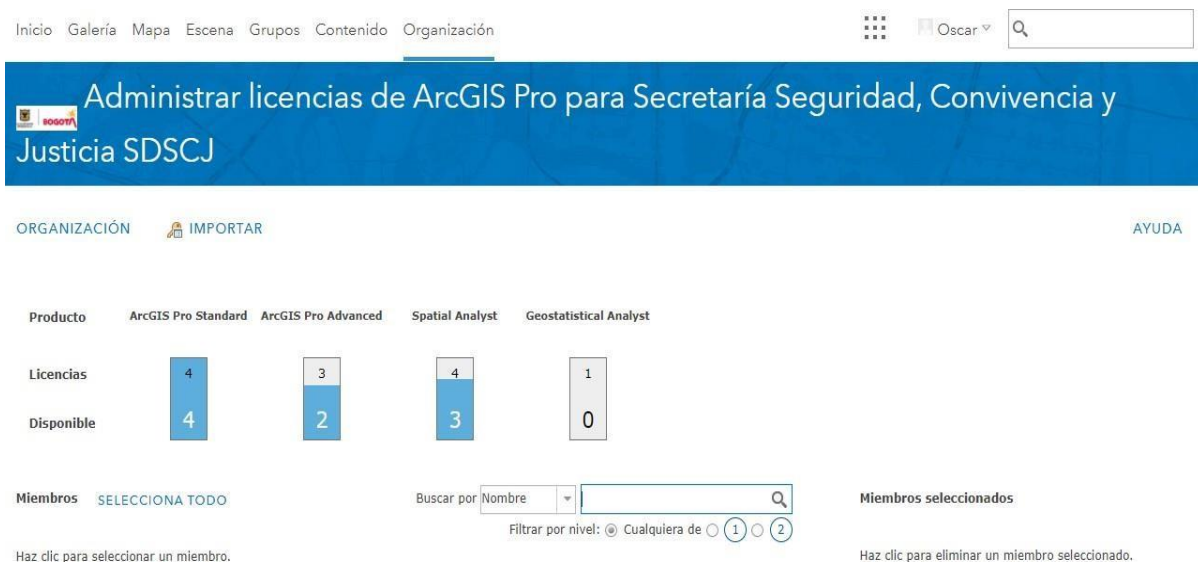 Inicio Galería Mapa Escena Grupos Contenido Organización Oscar
Administrar licencias de ArcGIS Pro para Secretaría Seguridad, Convivencia y
BOGOTÁ
Justicia SDSCJ
ORGANIZACIÓN IMPORTAR AYUDA
Producto ArcGIS Pro Standard ArcGIS Pro Advanced Spatial Analyst Geostatistical Analyst
Licencias 4 3 4 1
Disponible 4 2 3 0
Miembros SELECCIONA TODO Buscar por Nombre Miembros seleccionados
Filtrar por nivel: Cualquiera de 1 2
Haz clic para seleccionar un miembro. Haz clic para eliminar un miembro seleccionado.